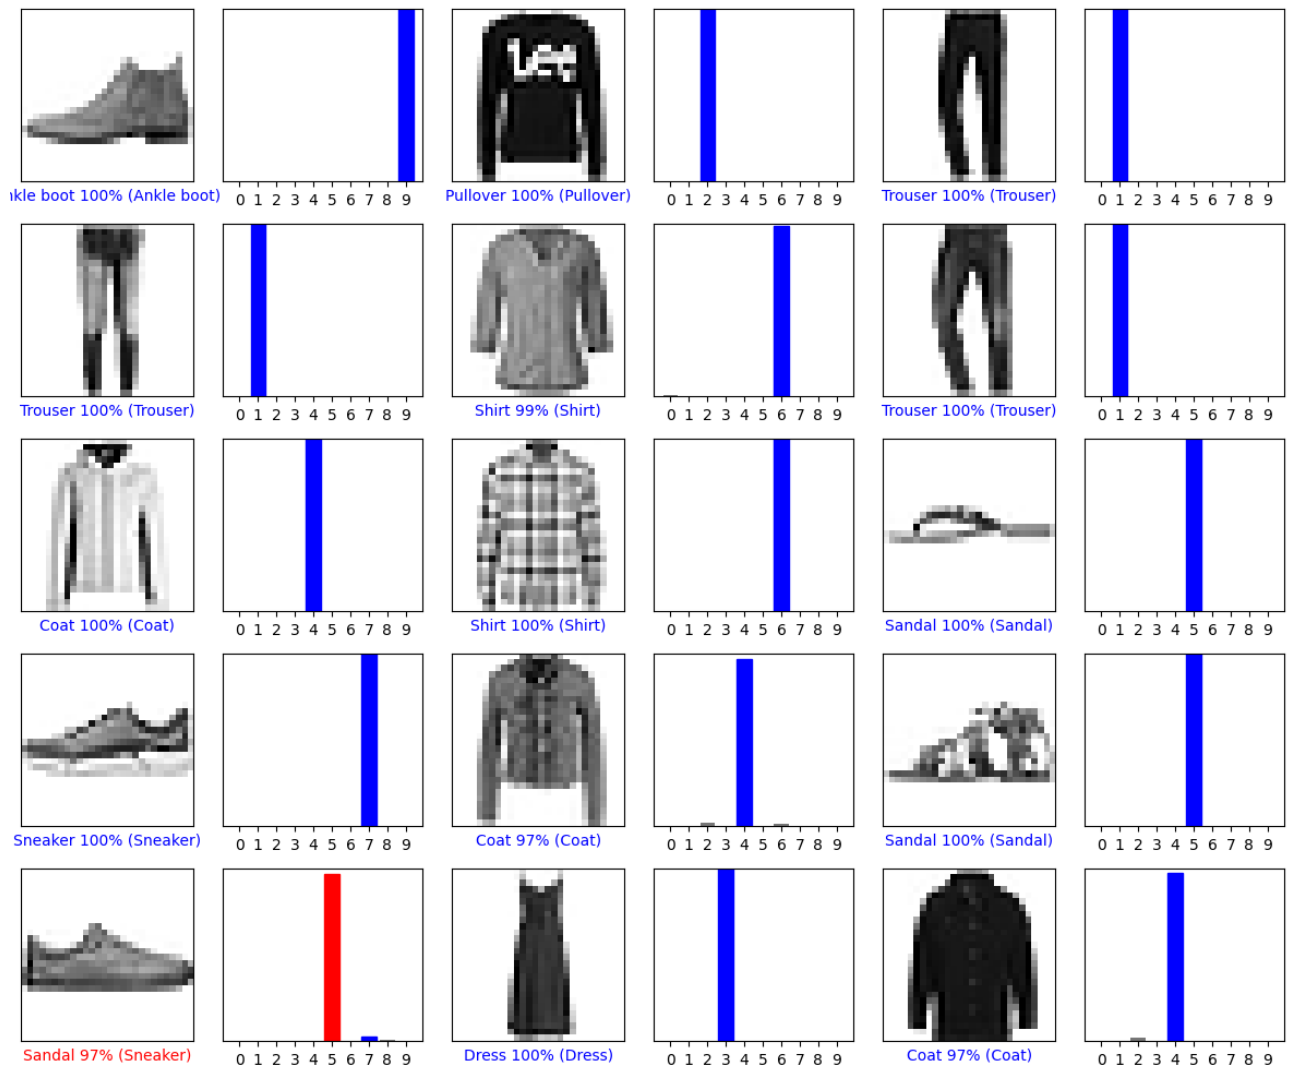 Lee
nkle boot 100% (Ankle boot)
0 1 2 3 4 5 6 7 8 9
Pullover 100% (Pullover)
0 1 2 3 4 5 6 7 8 9
Trouser 100% (Trouser)
0 1 2 3 4 5 6 7 8 9
Trouser 100% (Trouser)
0 1 2 3 4 5 6 7 8 9
Shirt 99% (Shirt)
0 1 2 3 4 5 6 7 8 9
Trouser 100% (Trouser)
0 1 2 3 4 5 6 7 8 9
Coat 100% (Coat)
0 1 2 3 4 5 6 7 8 9
Shirt 100% (Shirt)
0 1 2 3 4 5 6 7 8 9
Sandal 100% (Sandal)
0 1 2 3 4 5 6 7 8 9
Sneaker 100% (Sneaker)
0 1 2 3 4 5 6 7 8 9
Coat 97% (Coat)
0 1 2 3 4 5 6 7 8 9
Sandal 100% (Sandal)
0 1 2 3 4 5 6 7 8 9
Sandal 97% (Sneaker)
0 1 2 3 4 5 6 7 8 9
Dress 100% (Dress)
0 1 2 3 4 5 6 7 8 9
Coat 97% (Coat)
0 1 2 3 4 5 6 7 8 9